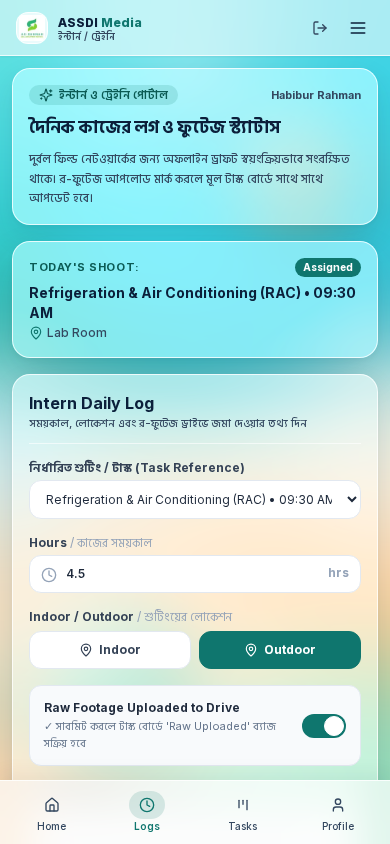 ASSDI Media
ইন্টার্ন / ট্রেইনি
ইন্টার্ন ও ট্রেইনি পোর্টাল
Habibur Rahman
দৈনিক কাজের লগ ও ফুটেজ স্ট্যাটাস
দুর্বল ফিল্ড নেটওয়ার্কের জন্য অফলাইন ড্রাফট স্বয়ংক্রিয়ভাবে সংরক্ষিত
থাকে। র-ফুটেজ আপলোড মার্ক করলে মূল টাস্ক বোর্ডে সাথে সাথে
আপডেট হবে।
TODAY'S SHOOT:
Assigned
Refrigeration & Air Conditioning (RAC) • 09:30
AM
Lab Room
Intern Daily Log
সময়কাল, লোকেশন এবং র-ফুটেজ ড্রাইভে জমা দেওয়ার তথ্য দিন
নির্ধারিত শুটিং / টাস্ক (Task Reference)
Refrigeration & Air Conditioning (RAC) • 09:30 AM
Hours / কাজের সময়কাল
4.5
hrs
Indoor / Outdoor / শুটিংয়ের লোকেশন
Indoor
Outdoor
Raw Footage Uploaded to Drive
✓ সাবমিট করলে টাস্ক বোর্ডে 'Raw Uploaded' ব্যাজ
সক্রিয় হবে
Home
Logs
Tasks
Profile